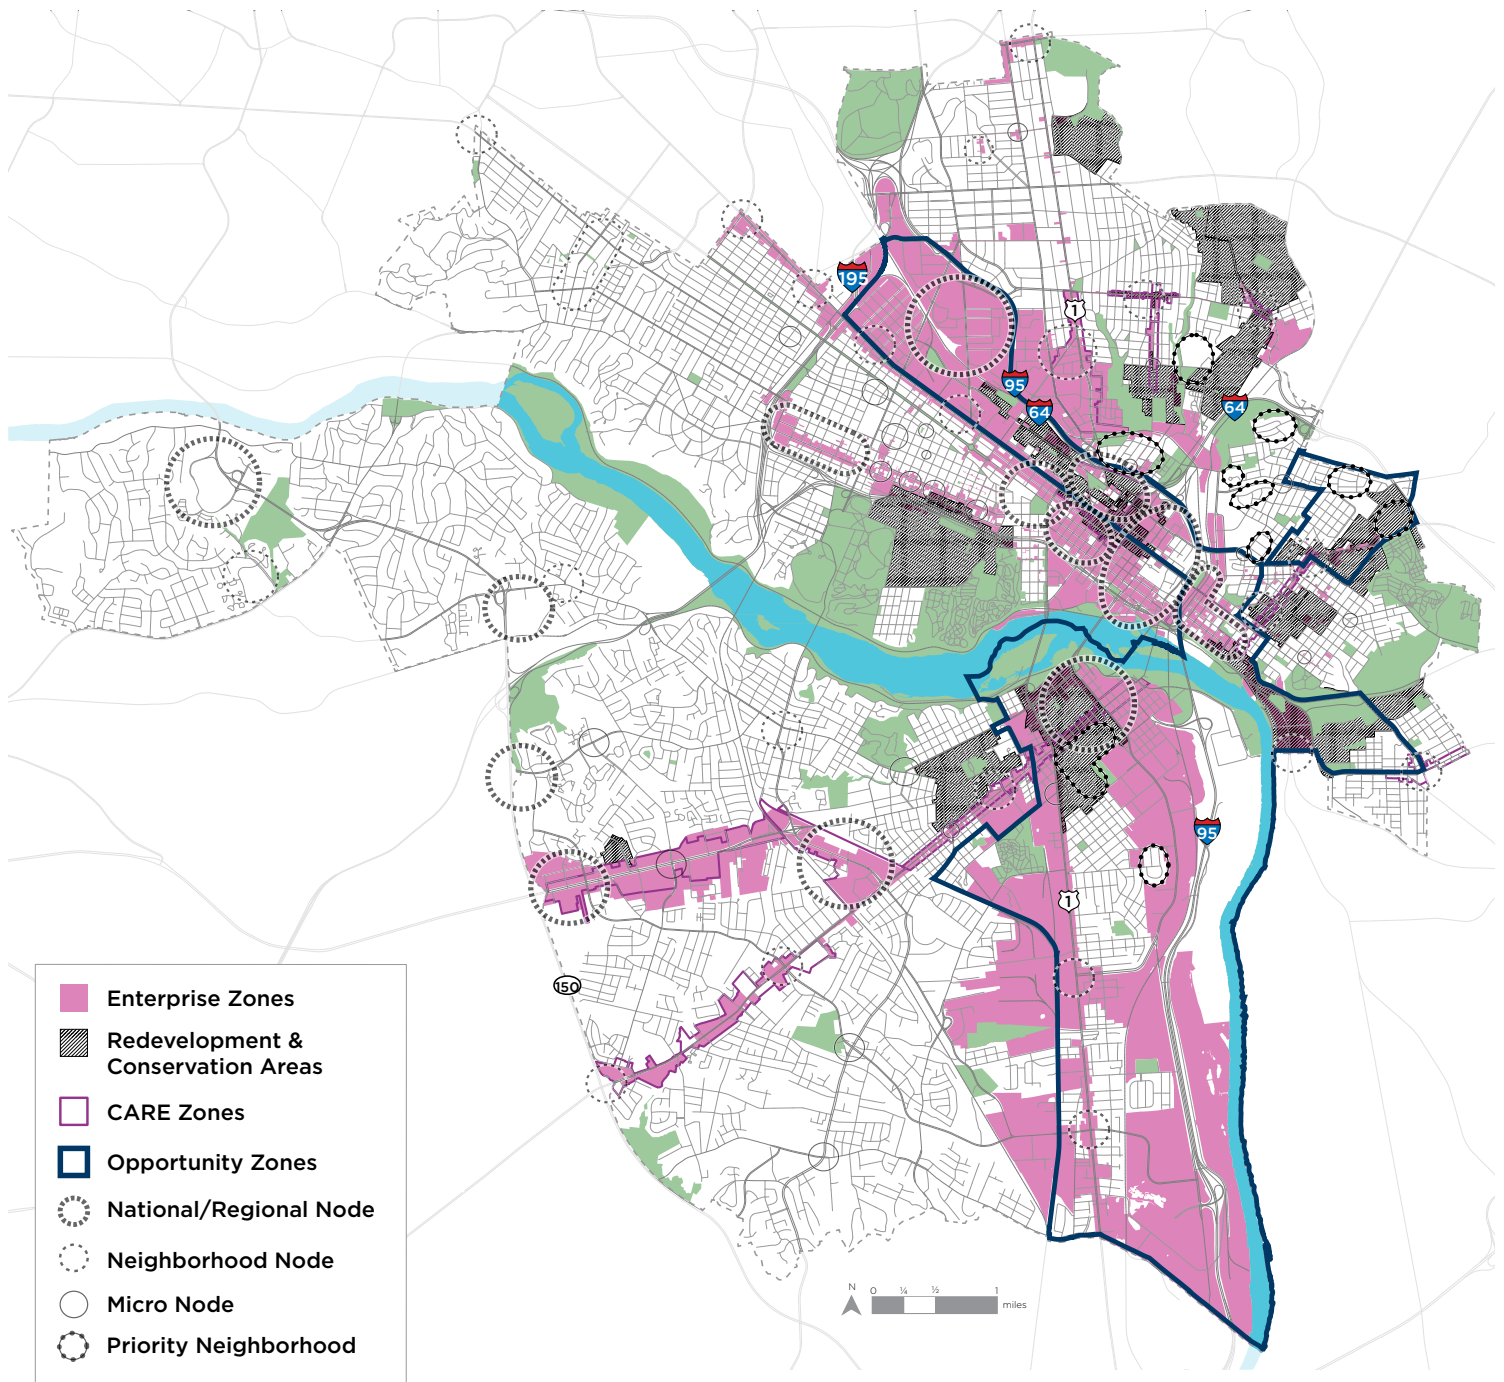 195
1
95
64
64
95
1
150
Enterprise Zones
Redevelopment &
Conservation Areas
CARE Zones
Opportunity Zones
National/Regional Node
Neighborhood Node
Micro Node
Priority Neighborhood
N
0 ¼ ½ 1
miles